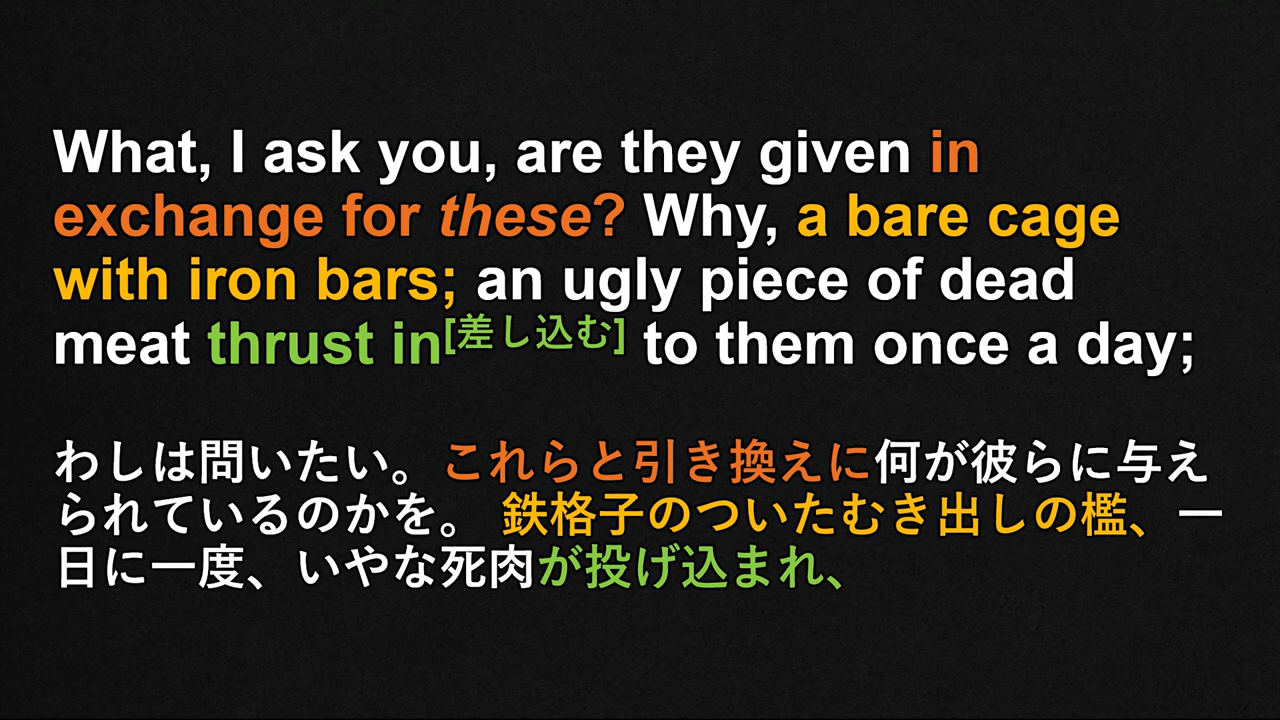 What, I ask you, are they given in
exchange for these? Why, a bare cage
with iron bars; an ugly piece of dead
meat thrust in[差し込む] to them once a day;
わしは問いたい。これらと引き換えに何が彼らに与え
られているのかを。 鉄格子のついたむき出しの檻、一
日に一度、いやな死肉が投げ込まれ、